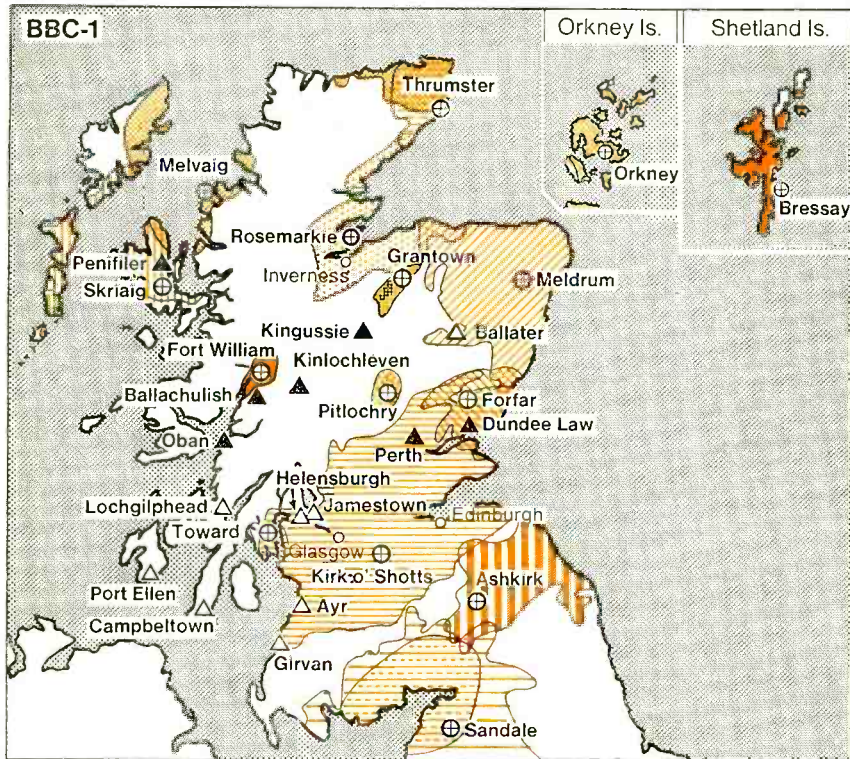 BBC-1
Orkney Is.
Shetland Is.
Thrumster
Melvaig
Orkney
Bressay
Rosemarkie
Grantown
Inverness
Penifiler
Skriaig
Meldrum
Kingussie
Ballater
Fort William
Kinlochleven
Ballachulish
Pitlochry
Forfar
Dundee Law
Oban
Perth
Helensburgh
Lochgilphead
Jamestown
Edinburgh
Toward
Glasgow
Kirk o' Shotts
Ashkirk
Port Ellen
Ayr
Campbeltown
Girvan
Sandale